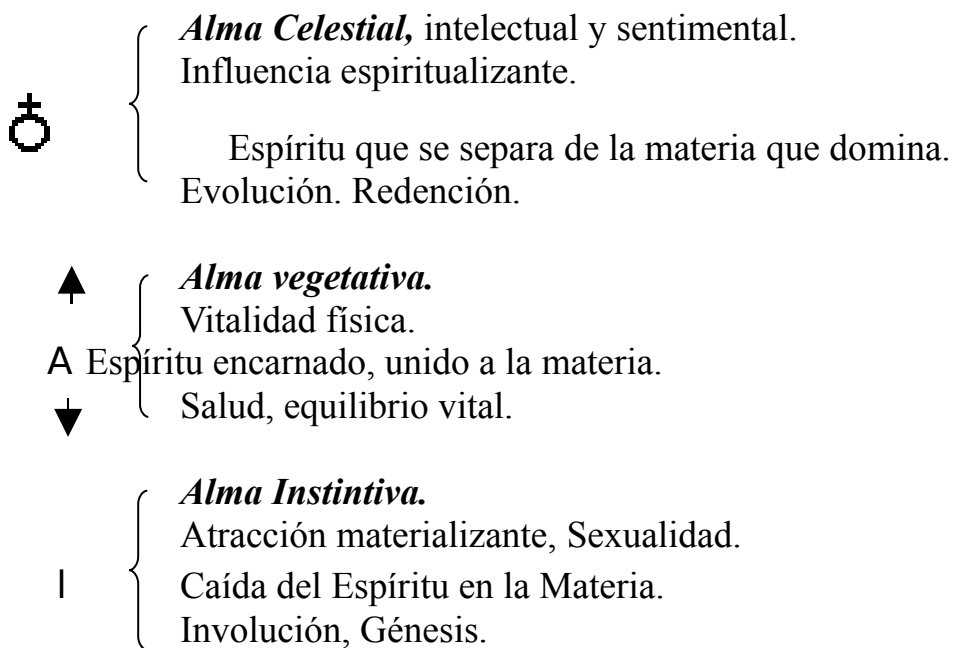 Alma Celestial, intelectual y sentimental.
Influencia espiritualizante.
♁
Espíritu que se separa de la materia que domina.
Evolución. Redención.
Alma vegetativa.
Vitalidad física.
A Espíritu encarnado, unido a la materia.
Salud, equilibrio vital.
Alma Instintiva.
Atracción materializante, Sexualidad.
I Caída del Espíritu en la Materia.
Involución, Génesis.